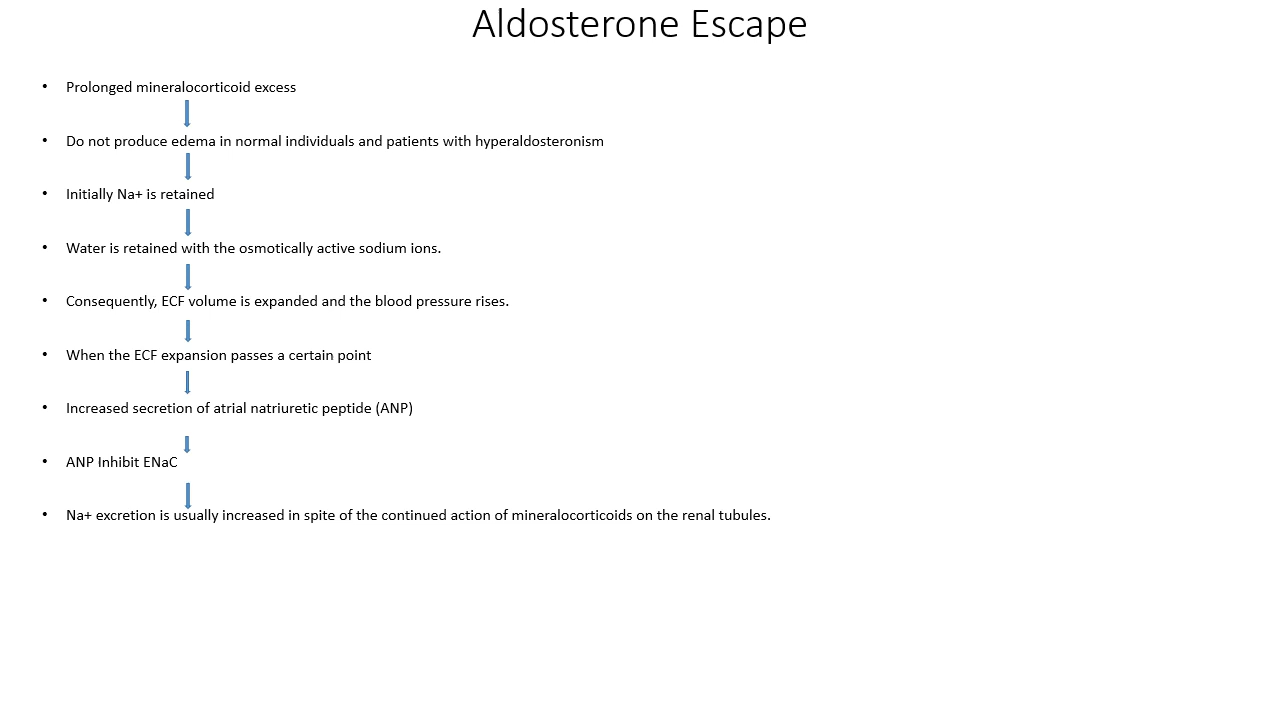 Aldosterone Escape
• Prolonged mineralocorticoid excess
• Do not produce edema in normal individuals and patients with hyperaldosteronism
• Initially Na+ is retained
• Water is retained with the osmotically active sodium ions.
• Consequently, ECF volume is expanded and the blood pressure rises.
• When the ECF expansion passes a certain point
• Increased secretion of atrial natriuretic peptide (ANP)
• ANP Inhibit ENaC
• Na+ excretion is usually increased in spite of the continued action of mineralocorticoids on the renal tubules.